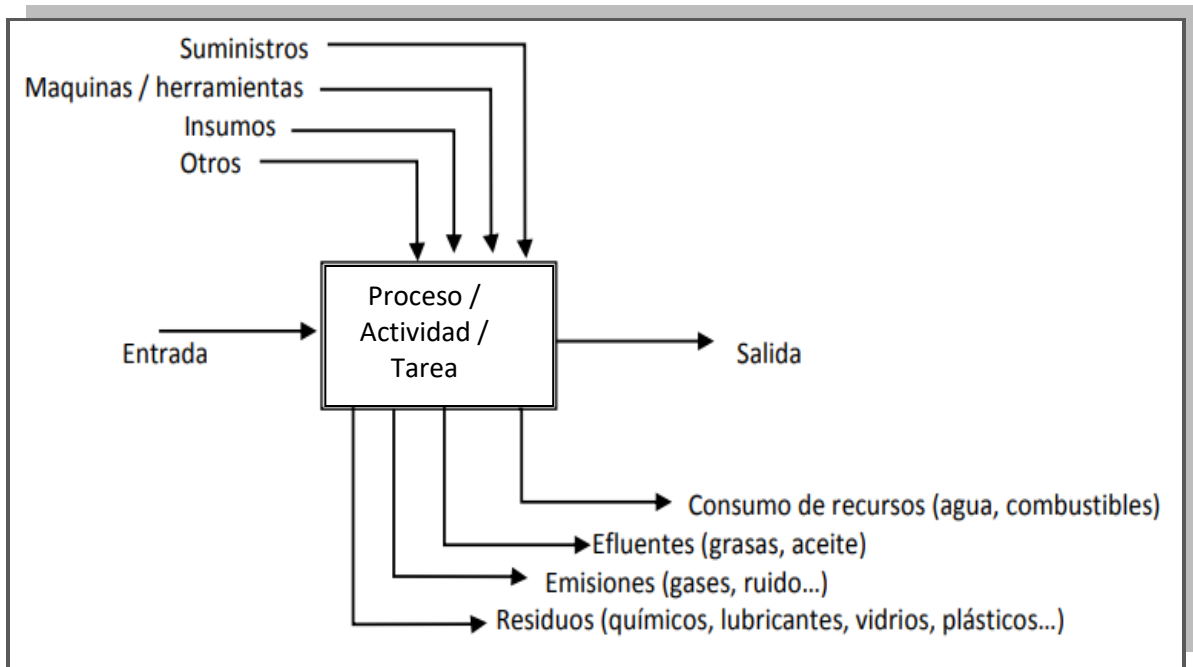 Suministros
Maquinas / herramientas
Insumos
Otros
Proceso /
Actividad /
Tarea
Entrada
Salida
Consumo de recursos (agua, combustibles)
Efluentes (grasas, aceite)
Emisiones (gases, ruido...)
Residuos (químicos, lubricantes, vidrios, plásticos...)